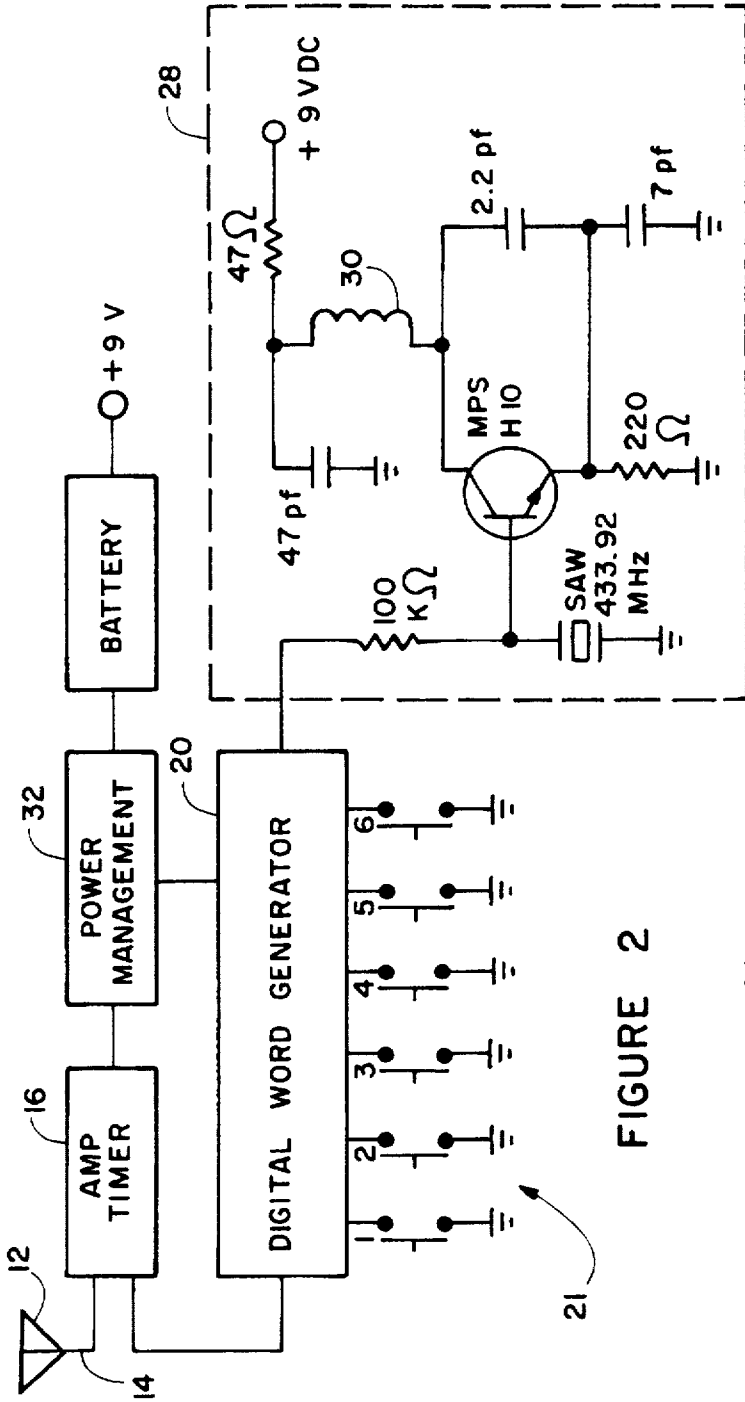 12
14
16
AMP
TIMER
32
POWER
MANAGEMENT
BATTERY
+9 V
20
DIGITAL WORD GENERATOR
1
2
3
4
5
6
21
28
47Ω
+ 9 VDC
47 pf
30
MPS
H 10
2.2 pf
7 pf
100
KΩ
220
Ω
SAW
433.92
MHz
FIGURE 2